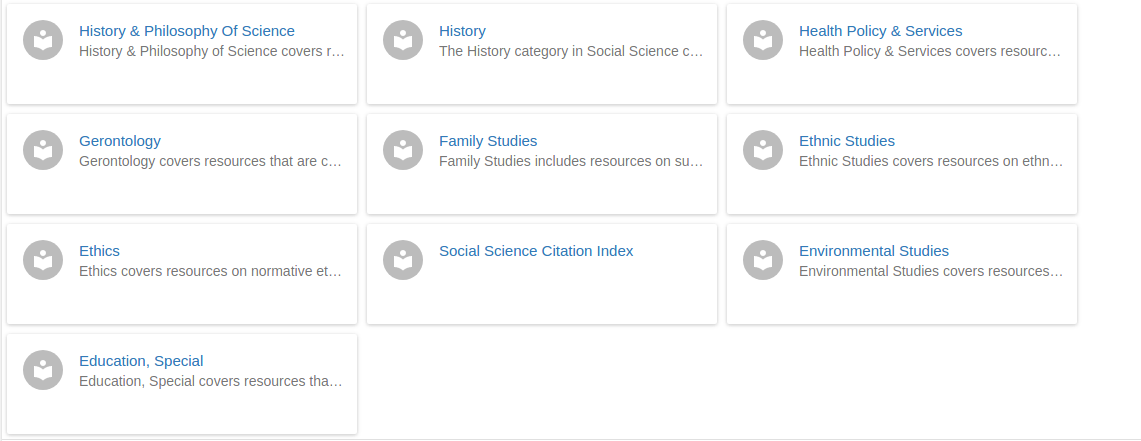 History & Philosophy Of Science
History & Philosophy of Science covers r…
History
The History category in Social Science c…
Health Policy & Services
Health Policy & Services covers resourc…
Gerontology
Gerontology covers resources that are c…
Family Studies
Family Studies includes resources on su…
Ethnic Studies
Ethnic Studies covers resources on ethn…
Ethics
Ethics covers resources on normative et…
Social Science Citation Index
Environmental Studies
Environmental Studies covers resources…
Education, Special
Education, Special covers resources tha…